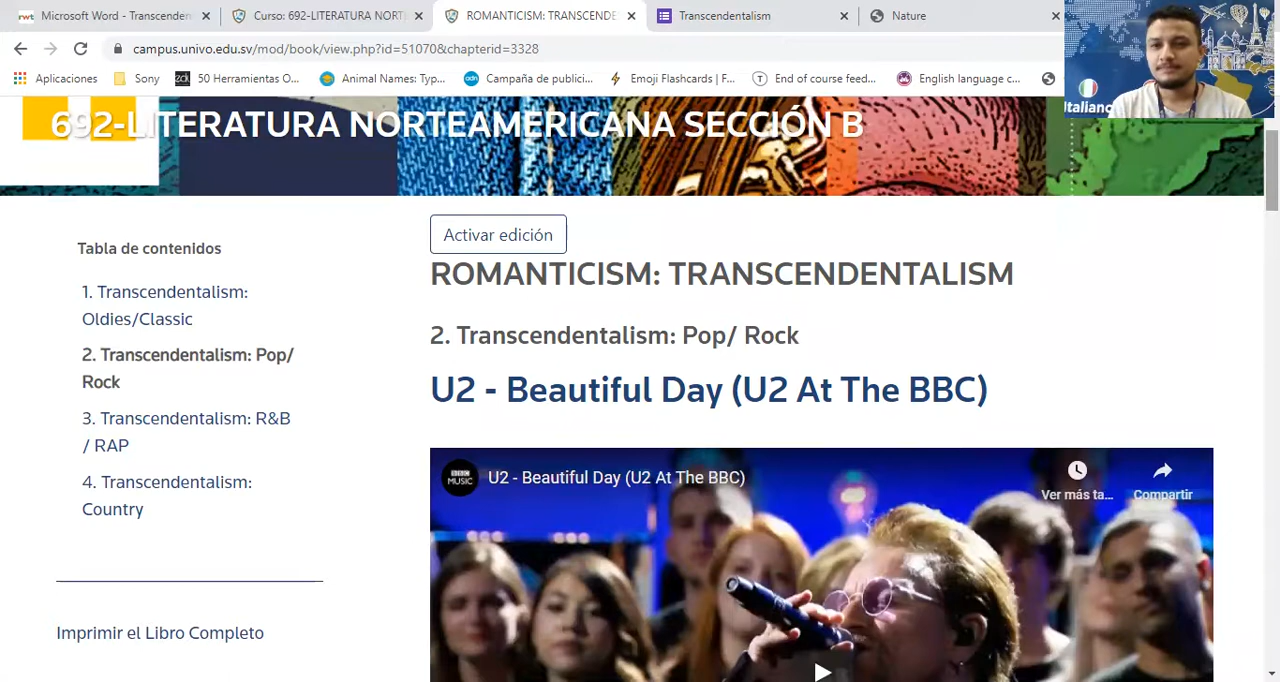 Microsoft Word - Transcenden
Curso: 692-LITERATURA NORT
ROMANTICISM: TRANSCENDE
Transcendentalism
Nature
campus.univo.edu.sv/mod/book/view.php?id=51070&chapterid=3328
Aplicaciones
Sony
50 Herramientas O...
Animal Names: Typ...
Campaña de publici...
Emoji Flashcards | F...
End of course feed...
English language c...
Italiano
692-LITERATURA NORTEAMERICANA SECCIÓN B
Tabla de contenidos
1. Transcendentalism:
Oldies/Classic
2. Transcendentalism: Pop/
Rock
3. Transcendentalism: R&B
/ RAP
4. Transcendentalism:
Country
Imprimir el Libro Completo
Activar edición
ROMANTICISM: TRANSCENDENTALISM
2. Transcendentalism: Pop/ Rock
U2 - Beautiful Day (U2 At The BBC)
BBC
MUSIC
U2 - Beautiful Day (U2 At The BBC)
Ver más ta...
Compartir